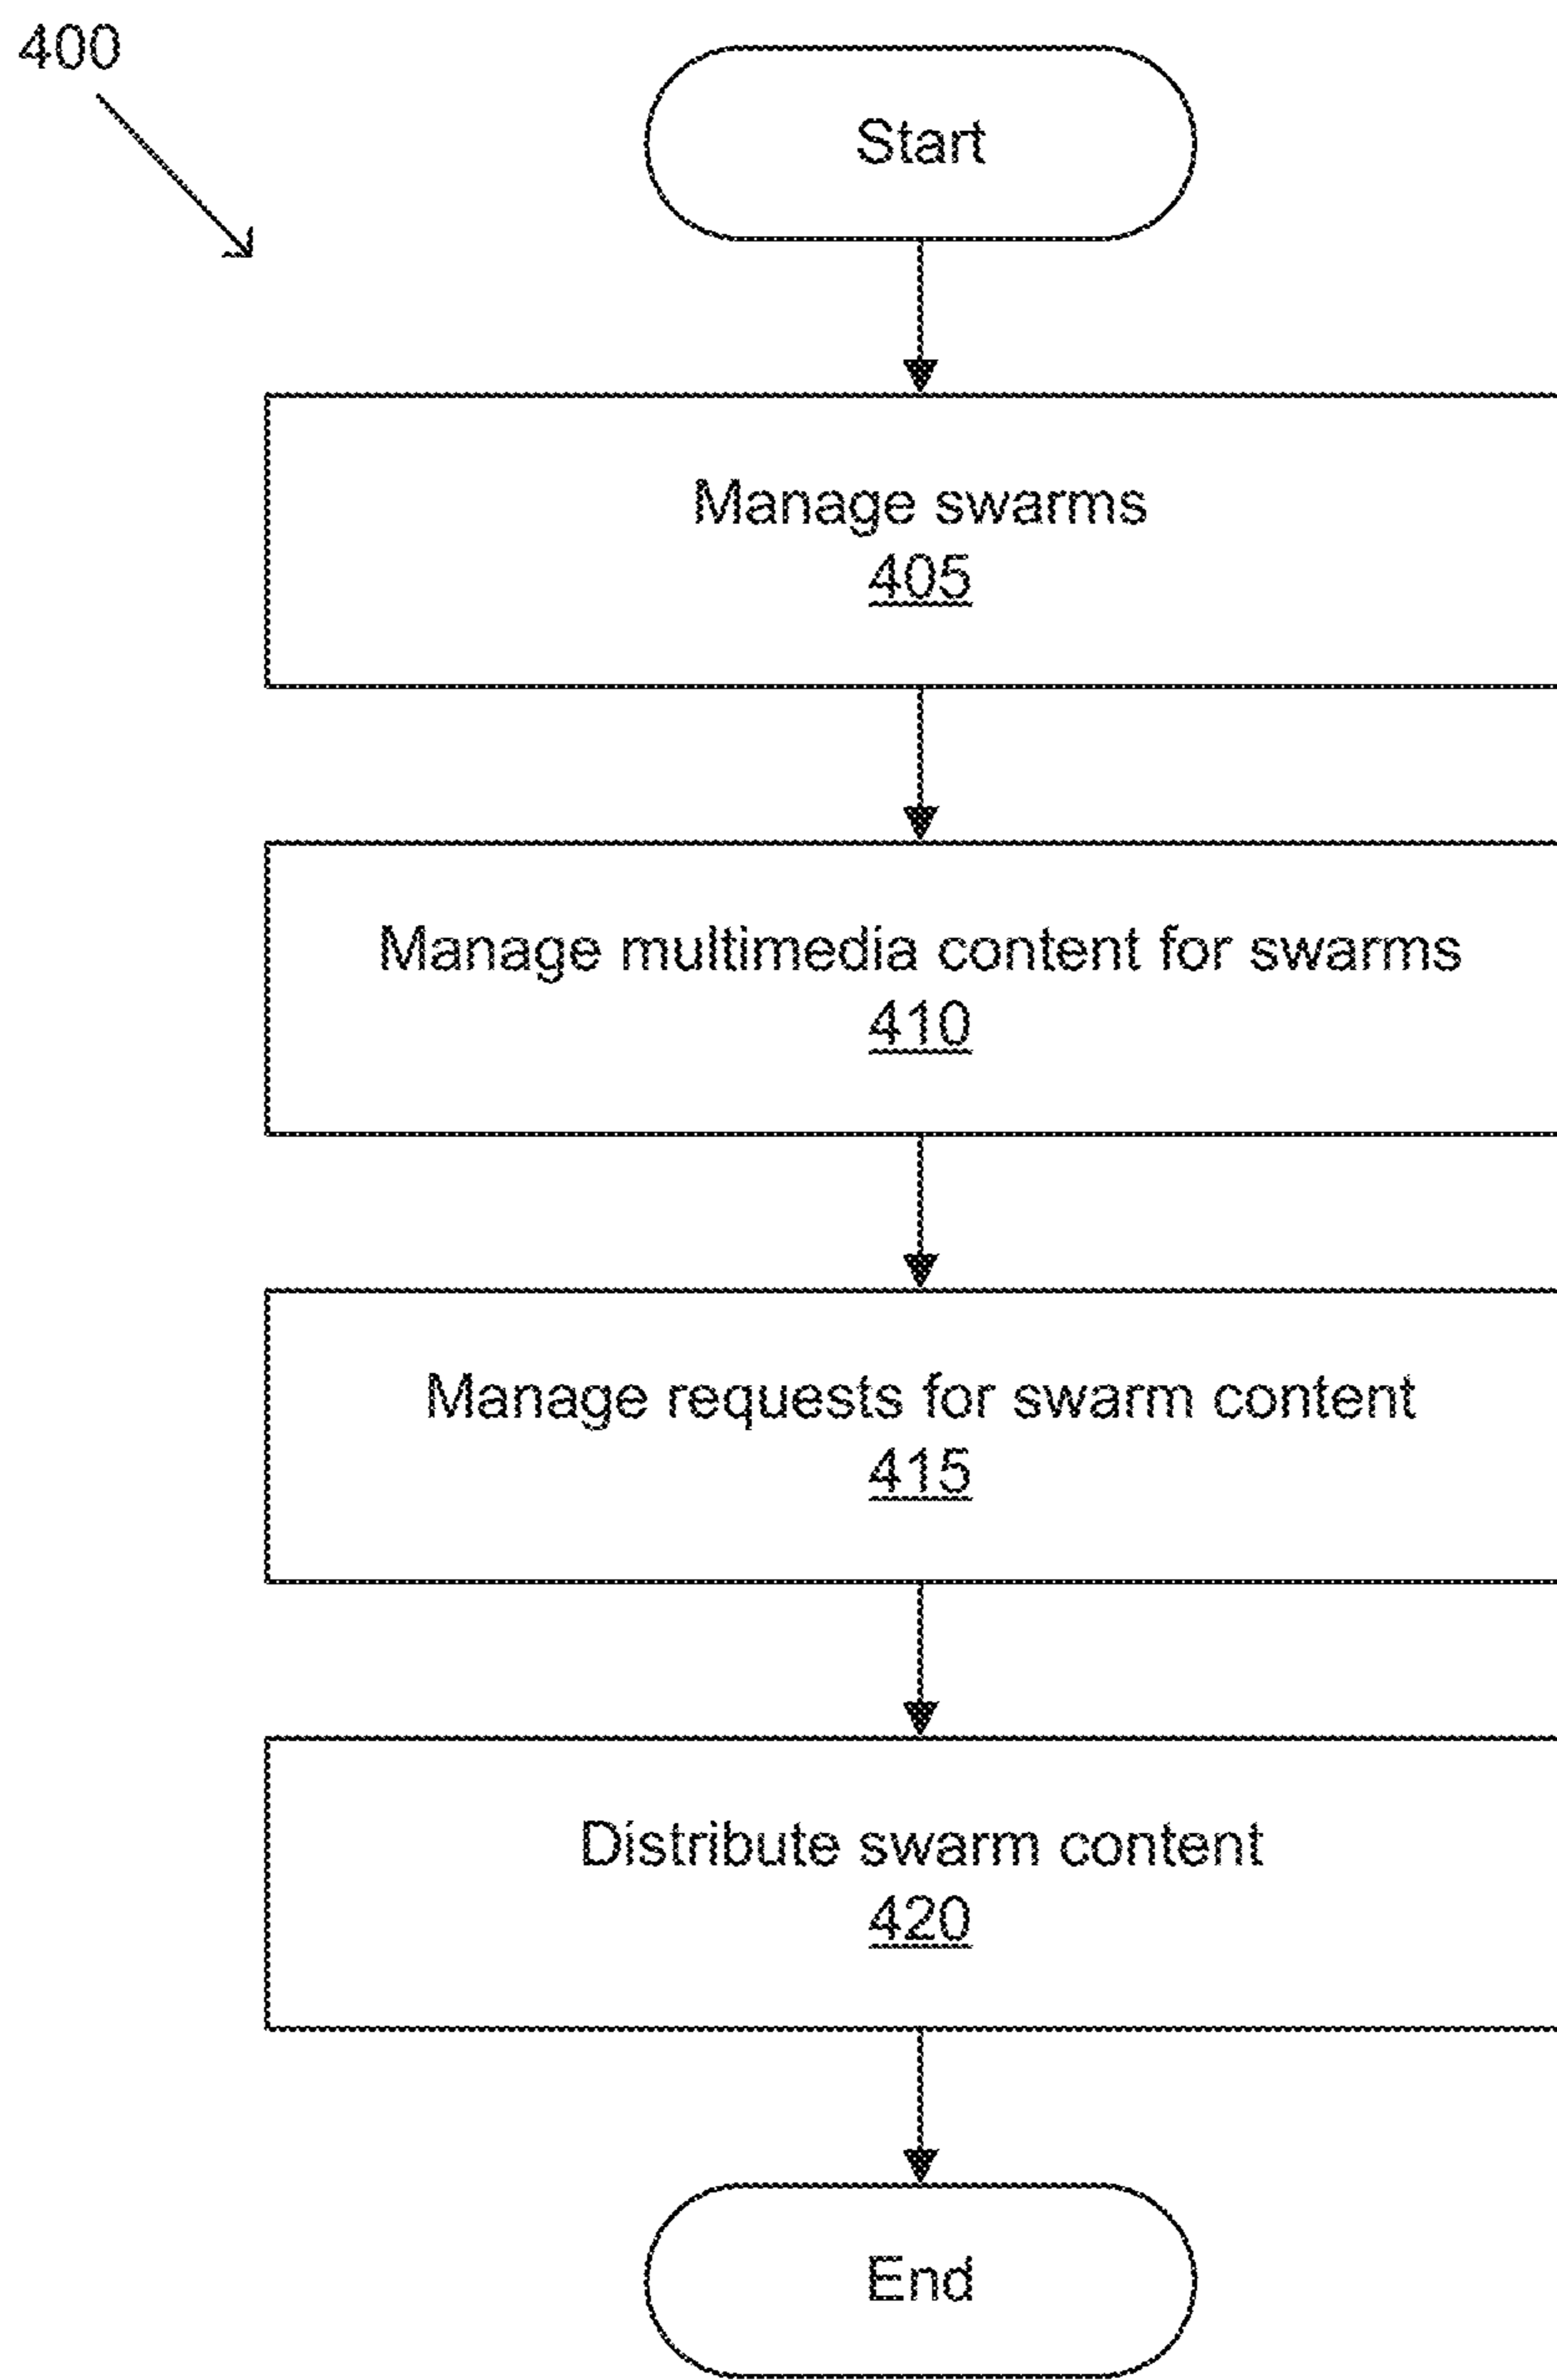 400
Start
Manage swarms
405
Manage multimedia content for swarms
410
Manage requests for swarm content
415
Distribute swarm content
420
End